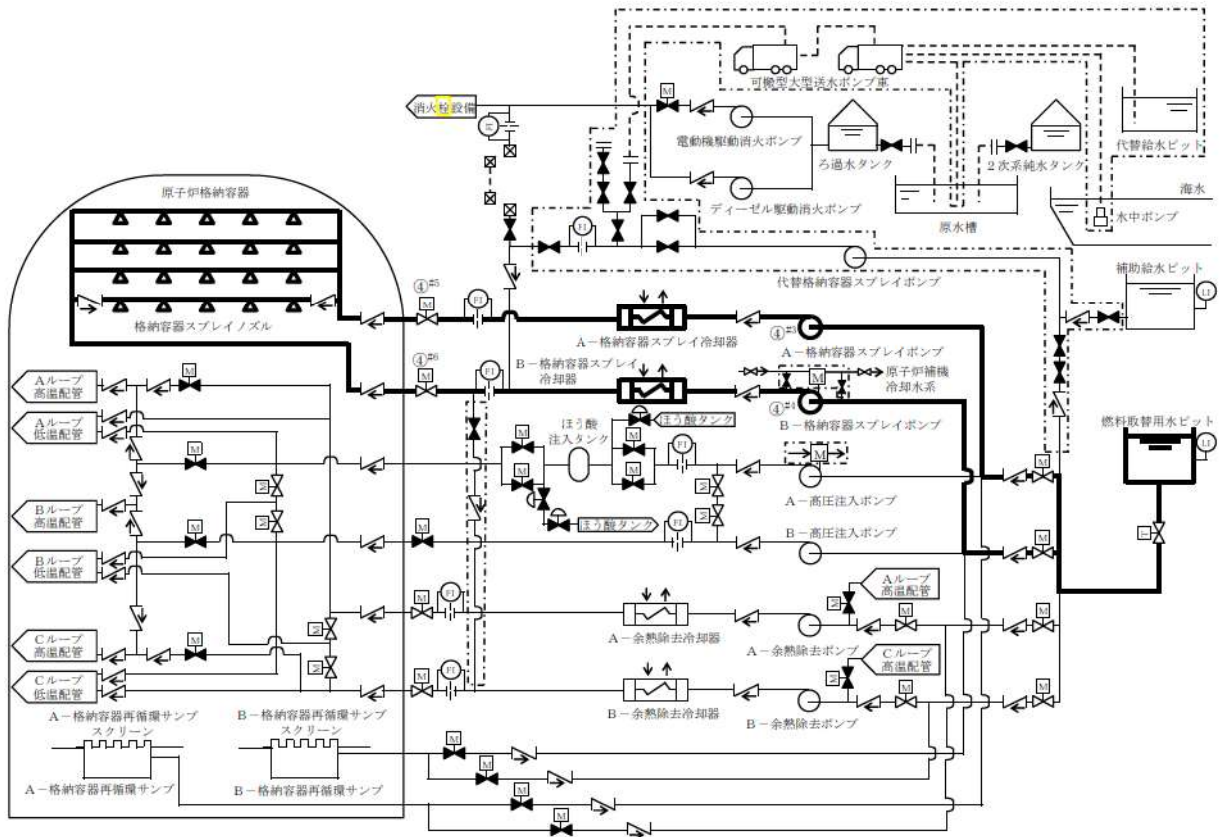 可搬型大型送水ポンプ車
消火栓設備
M
FI
電動機駆動消火ポンプ
ろ過水タンク
2次系純水タンク
代替給水ピット
海水
ディーゼル駆動消火ポンプ
原水槽
水中ポンプ
原子炉格納容器
FI
代替格納容器スプレイポンプ
補助給水ピット
LI
④#5
M
FI
④#3
格納容器スプレイノズル
A-格納容器スプレイ冷却器
A-格納容器スプレイポンプ
④#6
M
FI
B-格納容器スプレイ
冷却器
M
原子炉補機
冷却水系
④#4
B-格納容器スプレイポンプ
Aループ
高温配管
M
Aループ
低温配管
ほう酸
注入タンク
ほう酸タンク
燃料取替用水ピット
LI
M
M
M
M
M
FI
M
M
A-高圧注入ポンプ
M
M
M
Bループ
高温配管
M
M
ほう酸タンク
FI
M
B-高圧注入ポンプ
M
T
Bループ
低温配管
Aループ
高温配管
M
M
FI
M
M
M
A-余熱除去冷却器
A-余熱除去ポンプ
Cループ
高温配管
M
M
Cループ
高温配管
Cループ
低温配管
M
FI
M
M
M
B-余熱除去冷却器
B-余熱除去ポンプ
A-格納容器再循環サンプ
スクリーン
B-格納容器再循環サンプ
スクリーン
M
M
A-格納容器再循環サンプ
B-格納容器再循環サンプ
M
M